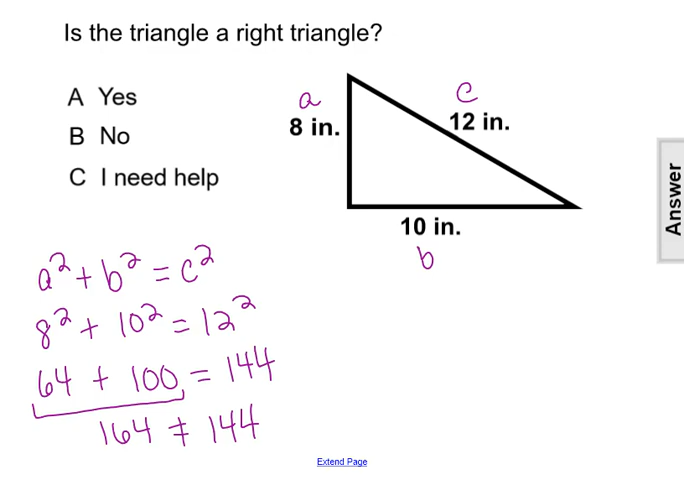 Is the triangle a right triangle?
A Yes
B No
C I need help
a
8 in.
c
12 in.
10 in.
b
Answer
a² + b² = c²
8² + 10² = 12²
64 + 100 = 144
164 ≠ 144
Extend Page